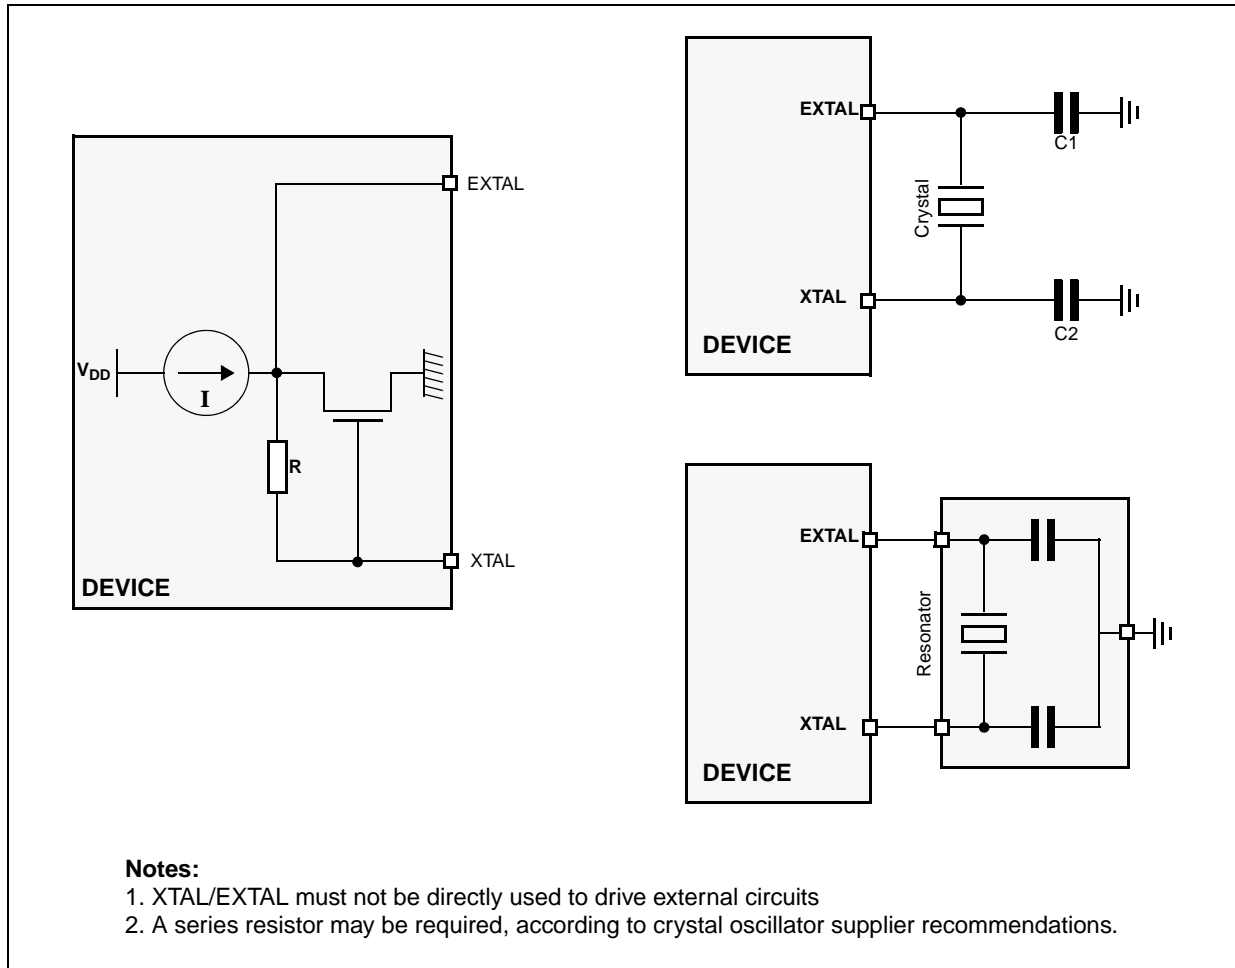 EXTAL
V_DD
I
R
XTAL
DEVICE
EXTAL
C1
Crystal
XTAL
C2
DEVICE
EXTAL
Resonator
XTAL
DEVICE
Notes:
1. XTAL/EXTAL must not be directly used to drive external circuits
2. A series resistor may be required, according to crystal oscillator supplier recommendations.